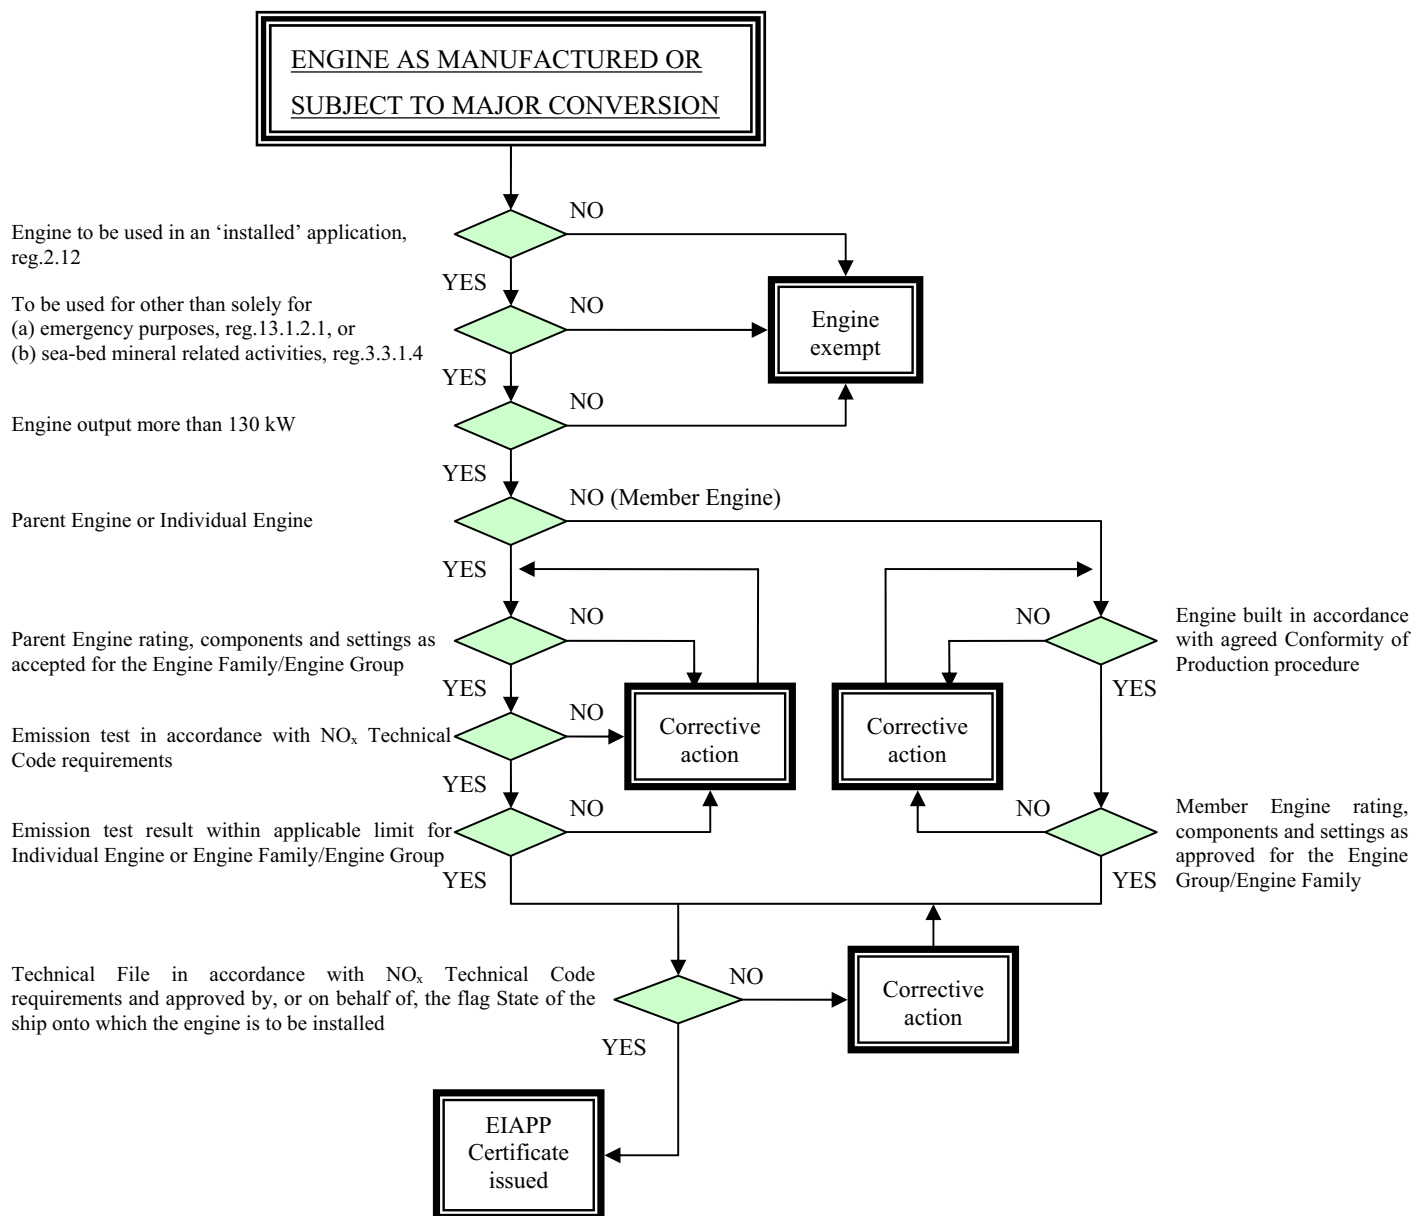 ENGINE AS MANUFACTURED OR
SUBJECT TO MAJOR CONVERSION
Engine to be used in an ‘installed’ application,
reg.2.12
NO
YES
To be used for other than solely for
(a) emergency purposes, reg.13.1.2.1, or
(b) sea-bed mineral related activities, reg.3.3.1.4
NO
Engine
exempt
YES
Engine output more than 130 kW
NO
YES
Parent Engine or Individual Engine
NO (Member Engine)
YES
Parent Engine rating, components and settings as
accepted for the Engine Family/Engine Group
NO
YES
NO
Engine built in accordance
with agreed Conformity of
Production procedure
YES
Emission test in accordance with NOₓ Technical
Code requirements
NO
Corrective
action
Corrective
action
YES
Emission test result within applicable limit for
Individual Engine or Engine Family/Engine Group
NO
YES
NO
Member Engine rating,
components and settings as
approved for the Engine
Group/Engine Family
YES
Technical File in accordance with NOₓ Technical Code
requirements and approved by, or on behalf of, the flag State of the
ship onto which the engine is to be installed
NO
Corrective
action
YES
EIAPP
Certificate
issued